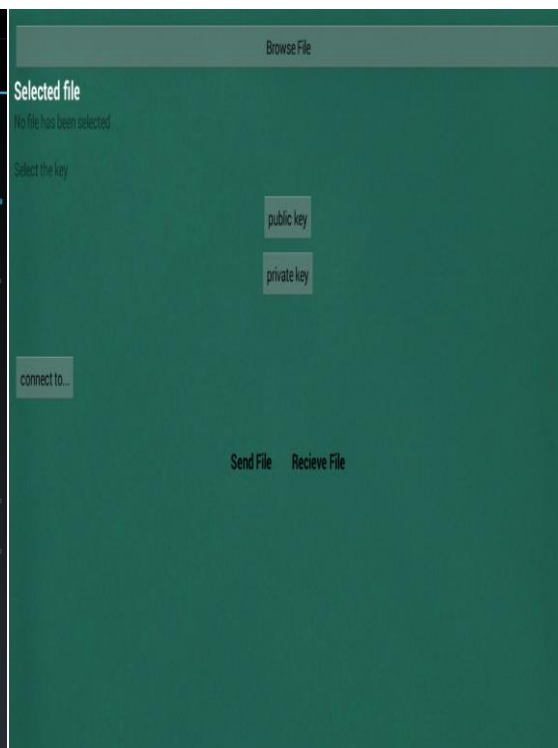 Browse File
Selected file
No file has been selected
Select the key
public key
private key
connect to...
Send File Recieve File